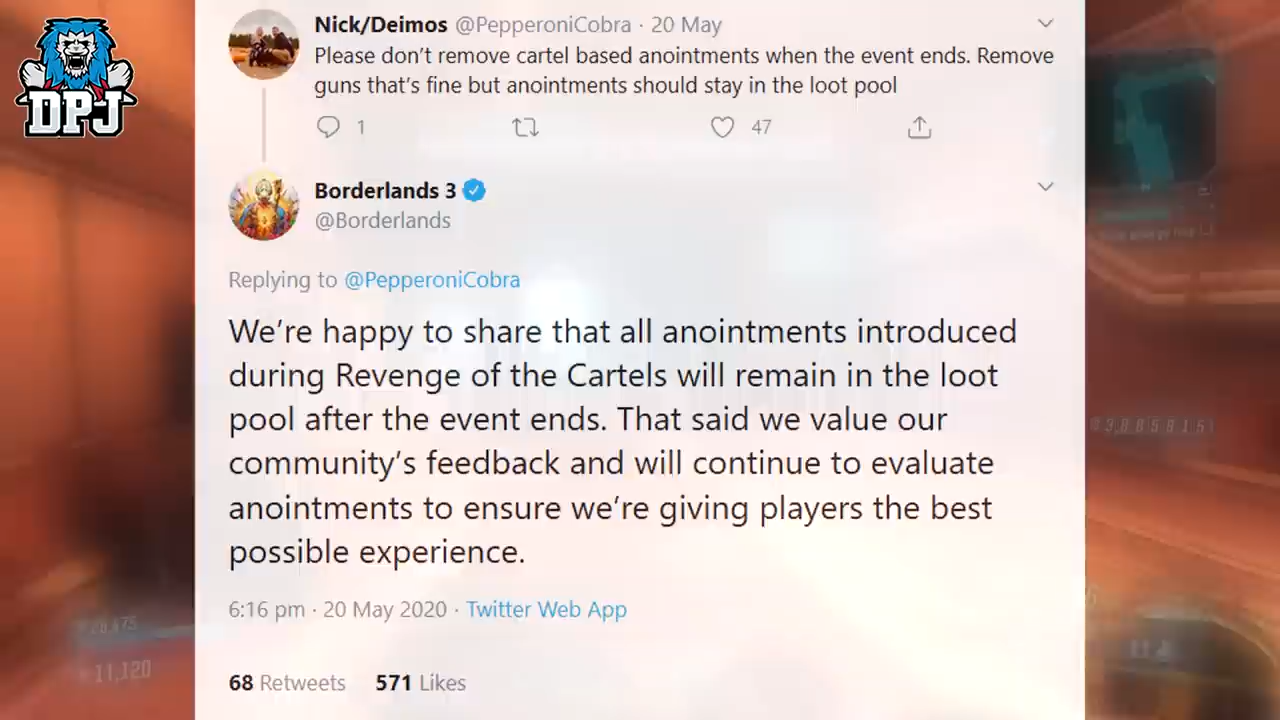 DPJ
Nick/Deimos @PepperoniCobra · 20 May
Please don’t remove cartel based anointments when the event ends. Remove
guns that’s fine but anointments should stay in the loot pool
1
47
Borderlands 3
@Borderlands
Replying to @PepperoniCobra
We’re happy to share that all anointments introduced
during Revenge of the Cartels will remain in the loot
pool after the event ends. That said we value our
community’s feedback and will continue to evaluate
anointments to ensure we’re giving players the best
possible experience.
6:16 pm · 20 May 2020 · Twitter Web App
68 Retweets 571 Likes
11,120